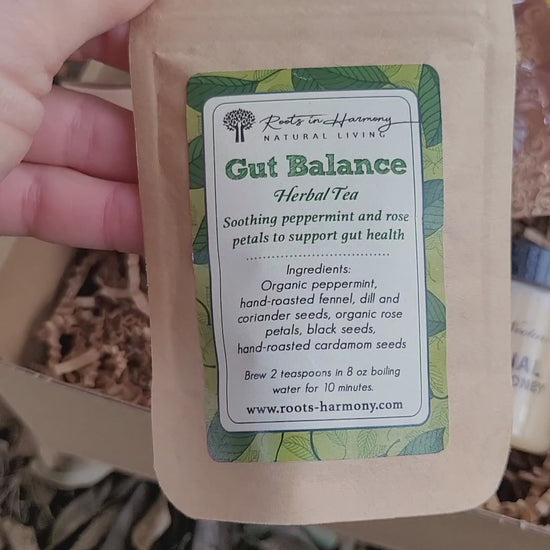 Roots in Harmony
NATURAL LIVING
Gut Balance
Herbal Tea
Soothing peppermint and rose
petals to support gut health
Ingredients:
Organic peppermint,
hand-roasted fennel, dill and
coriander seeds, organic rose
petals, black seeds,
hand-roasted cardamom seeds
Brew 2 teaspoons in 8 oz boiling
water for 10 minutes.
www.roots-harmony.com